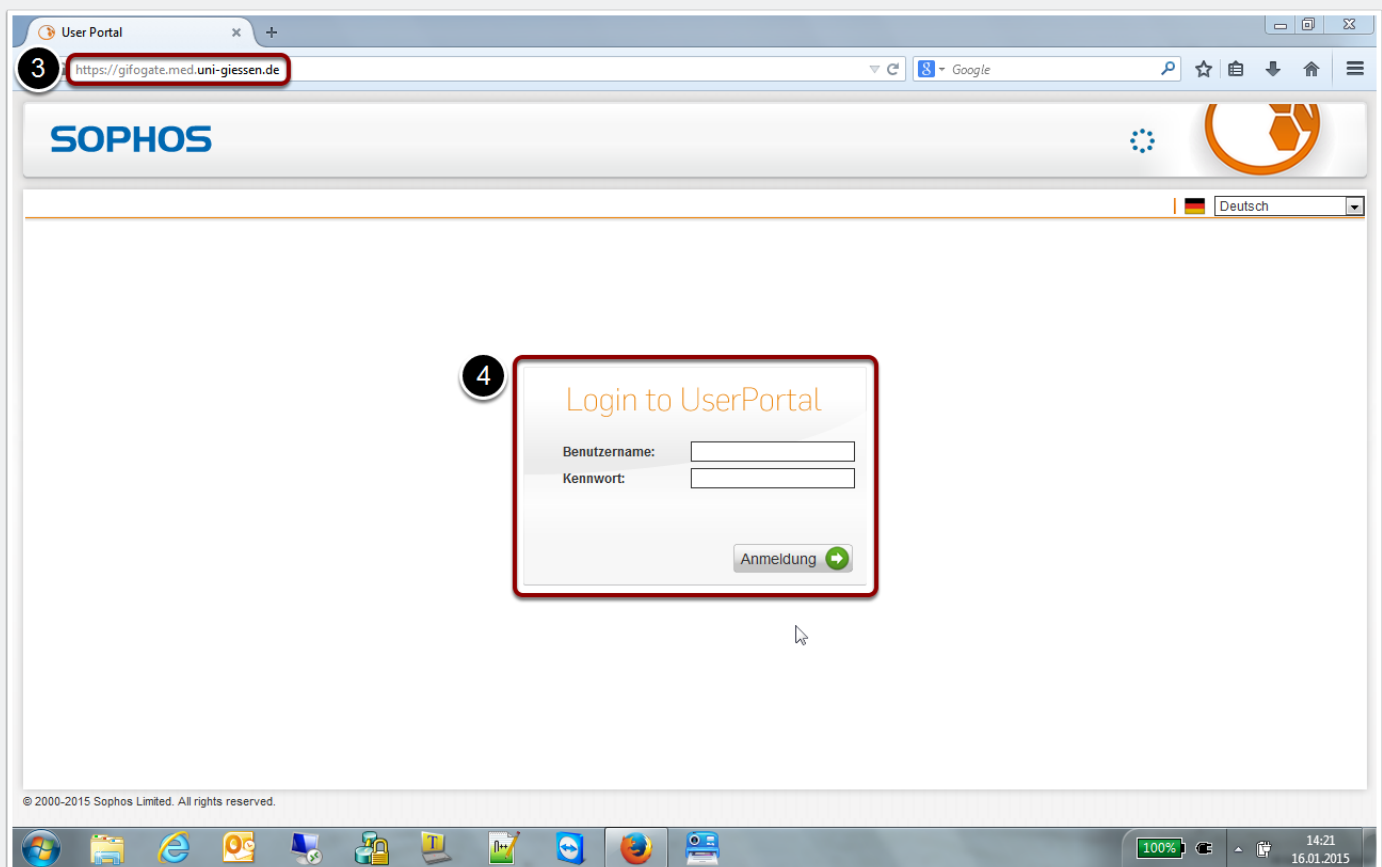 User Portal
3
https://gifogate.med.uni-giessen.de
8 Google
SOPHOS
Deutsch
4
Login to UserPortal
Benutzername:
Kennwort:
Anmeldung
© 2000-2015 Sophos Limited. All rights reserved.
100%
14:21
16.01.2015